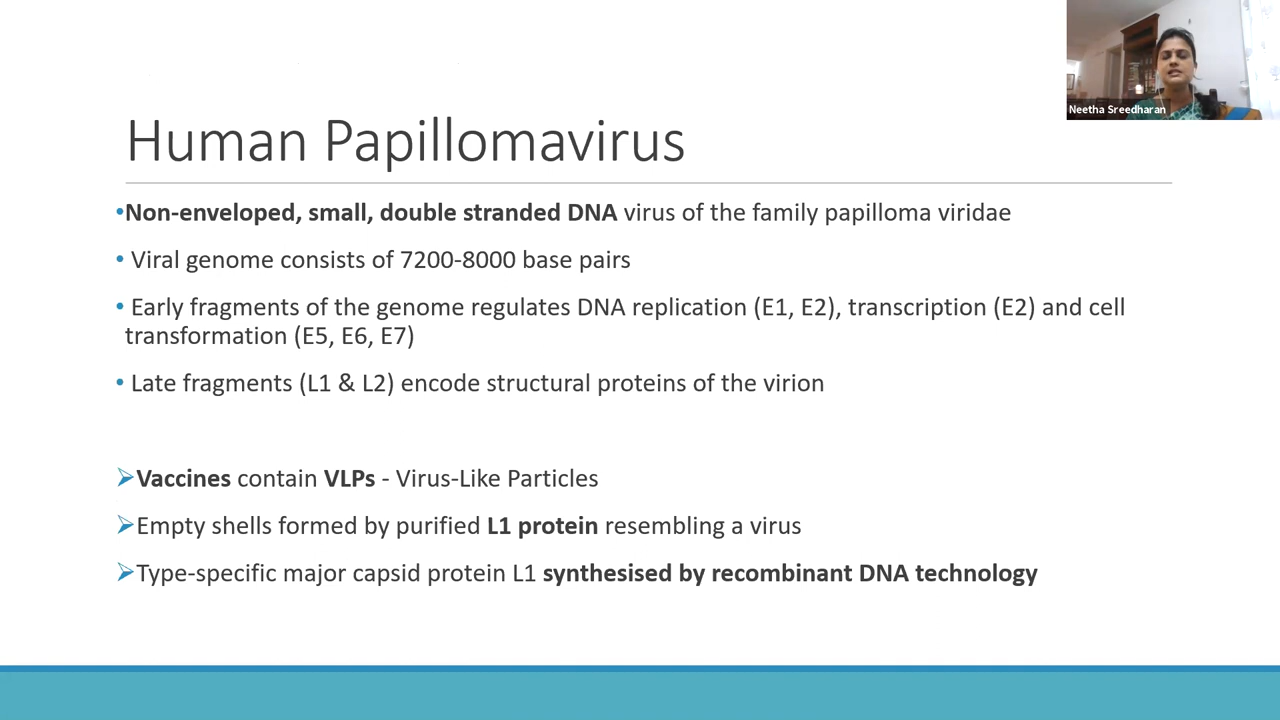 Neetha Sreedharan
Human Papillomavirus
•Non-enveloped, small, double stranded DNA virus of the family papilloma viridae
• Viral genome consists of 7200-8000 base pairs
• Early fragments of the genome regulates DNA replication (E1, E2), transcription (E2) and cell
transformation (E5, E6, E7)
• Late fragments (L1 & L2) encode structural proteins of the virion
➢Vaccines contain VLPs - Virus-Like Particles
➢Empty shells formed by purified L1 protein resembling a virus
➢Type-specific major capsid protein L1 synthesised by recombinant DNA technology